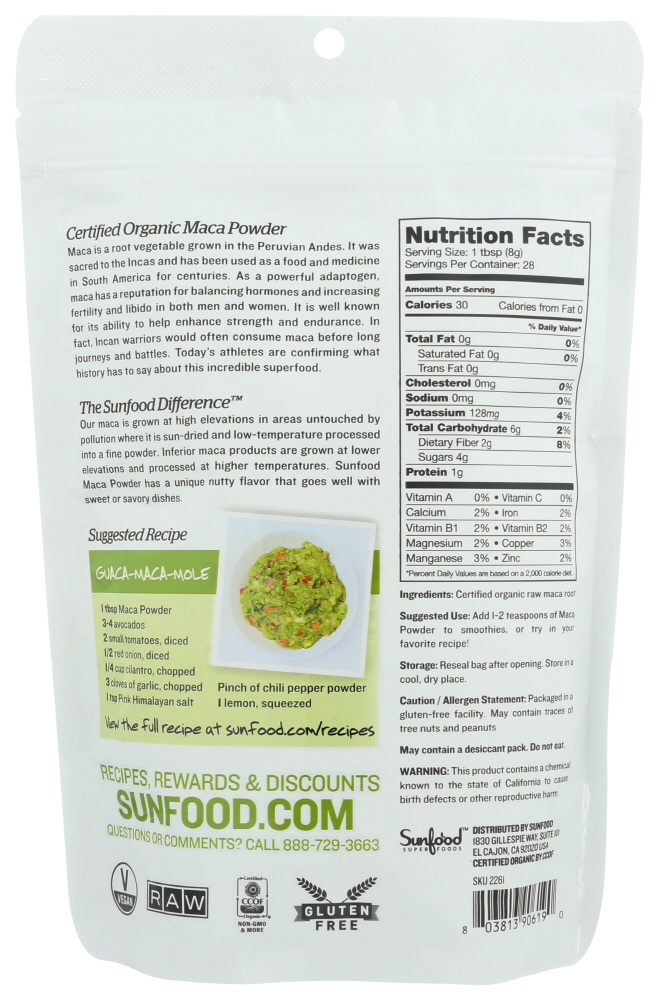 Certified Organic Maca Powder
Maca is a root vegetable grown in the Peruvian Andes. It was
sacred to the Incas and has been used as a food and medicine
in South America for centuries. As a powerful adaptogen,
maca has a reputation for balancing hormones and increasing
fertility and libido in both men and women. It is well known
for its ability to help enhance strength and endurance. In
fact, Incan warriors would often consume maca before long
journeys and battles. Today's athletes are confirming what
history has to say about this incredible superfood.
The Sunfood Difference™
Our maca is grown at high elevations in areas untouched by
pollution where it is sun-dried and low-temperature processed
into a fine powder. Inferior maca products are grown at lower
elevations and processed at higher temperatures. Sunfood
Maca Powder has a unique nutty flavor that goes well with
sweet or savory dishes.
Suggested Recipe
GUACA-MACA-MOLE
1 tbsp Maca Powder
3-4 avocados
2 small tomatoes, diced
1/2 red onion, diced
1/4 cup cilantro, chopped
3 cloves of garlic, chopped
1 tsp Pink Himalayan salt
Pinch of chili pepper powder
1 lemon, squeezed
View the full recipe at sunfood.com/recipes
RECIPES, REWARDS & DISCOUNTS
SUNFOOD.COM
QUESTIONS OR COMMENTS? CALL 888-729-3663
V
VEGAN
RAW
Certified
CCOF
Organic
NON-GMO
& MORE
GLUTEN
FREE
Nutrition Facts
Serving Size: 1 tbsp (8g)
Servings Per Container: 28
Amounts Per Serving
Calories 30 Calories from Fat 0
% Daily Value*
Total Fat 0g 0%
Saturated Fat 0g 0%
Trans Fat 0g
Cholesterol 0mg 0%
Sodium 0mg 0%
Potassium 128mg 4%
Total Carbohydrate 6g 2%
Dietary Fiber 2g 8%
Sugars 4g
Protein 1g
Vitamin A 0% • Vitamin C 0%
Calcium 2% • Iron 2%
Vitamin B1 2% • Vitamin B2 2%
Magnesium 2% • Copper 3%
Manganese 3% • Zinc 2%
*Percent Daily Values are based on a 2,000 calorie diet.
Ingredients: Certified organic raw maca root
Suggested Use: Add 1-2 teaspoons of Maca
Powder to smoothies, or try in your
favorite recipe!
Storage: Reseal bag after opening. Store in a
cool, dry place.
Caution / Allergen Statement: Packaged in a
gluten-free facility. May contain traces of
tree nuts and peanuts
May contain a desiccant pack. Do not eat.
WARNING: This product contains a chemical
known to the state of California to cause
birth defects or other reproductive harm.
Sunfood™
SUPERFOODS
DISTRIBUTED BY SUNFOOD
1830 GILLESPIE WAY, SUITE 101
EL CAJON, CA 92020 USA
CERTIFIED ORGANIC BY CCOF
SKU 2261
8 03813 90619 0